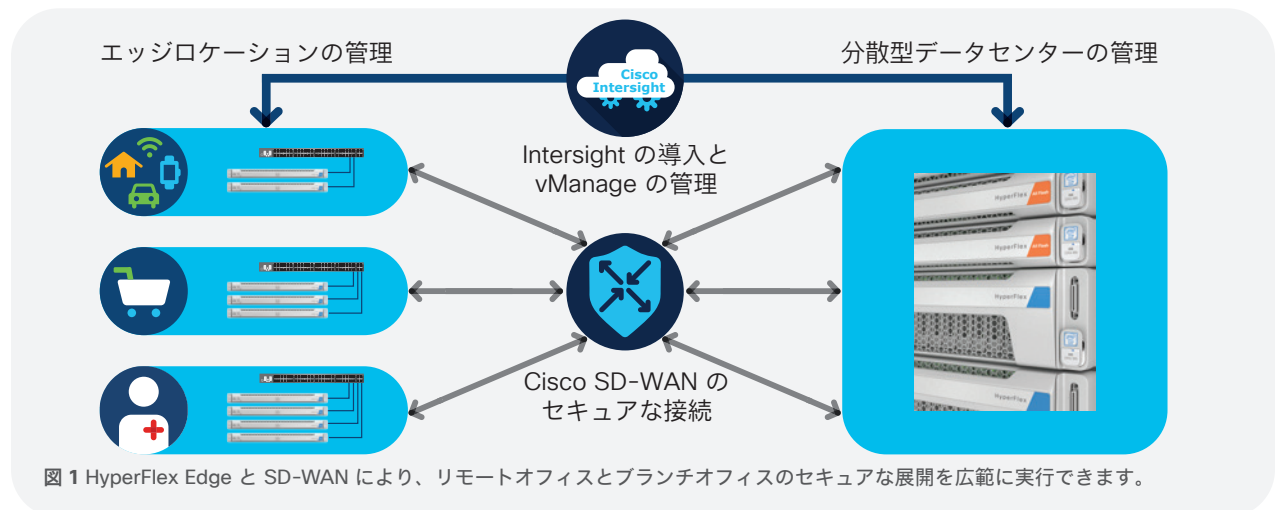 エッジロケーションの管理
分散型データセンターの管理
Cisco
Intersight
Intersight の導入と
vManage の管理
HyperFlex
HyperFlex
HyperFlex
Cisco SD-WAN の
セキュアな接続
図 1 HyperFlex Edge と SD-WAN により、リモートオフィスとブランチオフィスのセキュアな展開を広範に実行できます。